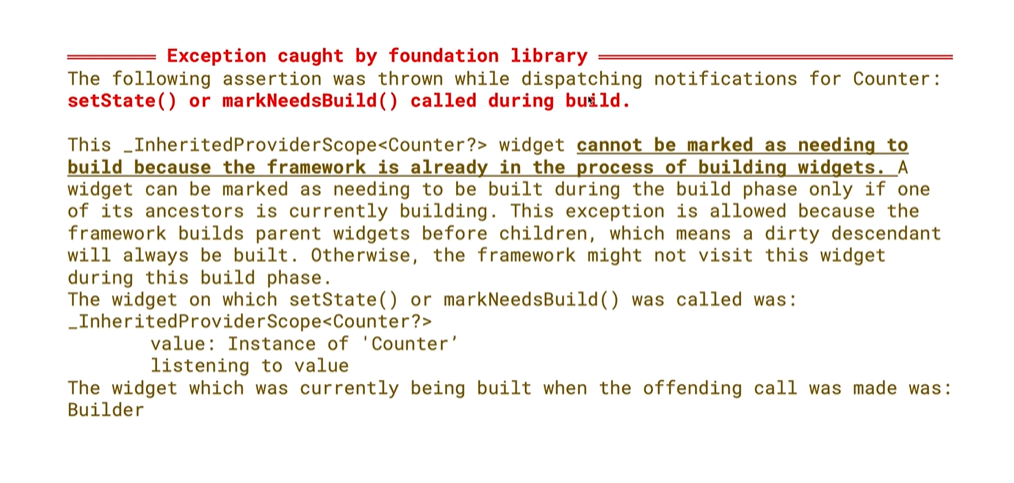 Exception caught by foundation library
The following assertion was thrown while dispatching notifications for Counter:
setState() or markNeedsBuild() called during build.
This _InheritedProviderScope<Counter?> widget cannot be marked as needing to
build because the framework is already in the process of building widgets. A
widget can be marked as needing to be built during the build phase only if one
of its ancestors is currently building. This exception is allowed because the
framework builds parent widgets before children, which means a dirty descendant
will always be built. Otherwise, the framework might not visit this widget
during this build phase.
The widget on which setState() or markNeedsBuild() was called was:
_InheritedProviderScope<Counter?>
value: Instance of 'Counter'
listening to value
The widget which was currently being built when the offending call was made was:
Builder